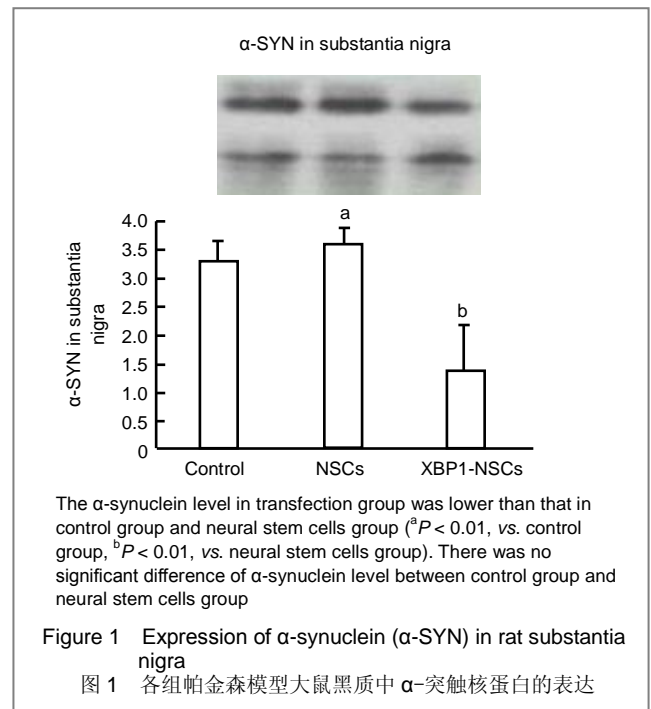 α-SYN in substantia nigra
α-SYN in substantia
nigra
4.0
3.5
3.0
2.5
2.0
1.5
1.0
0.5
0
a
b
Control NSCs XBP1-NSCs
The α-synuclein level in transfection group was lower than that in
control group and neural stem cells group (ᵃP < 0.01, vs. control
group, ᵇP < 0.01, vs. neural stem cells group). There was no
significant difference of α-synuclein level between control group and
neural stem cells group
Figure 1 Expression of α-synuclein (α-SYN) in rat substantia
nigra
图 1 各组帕金森模型大鼠黑质中 α-突触核蛋白的表达